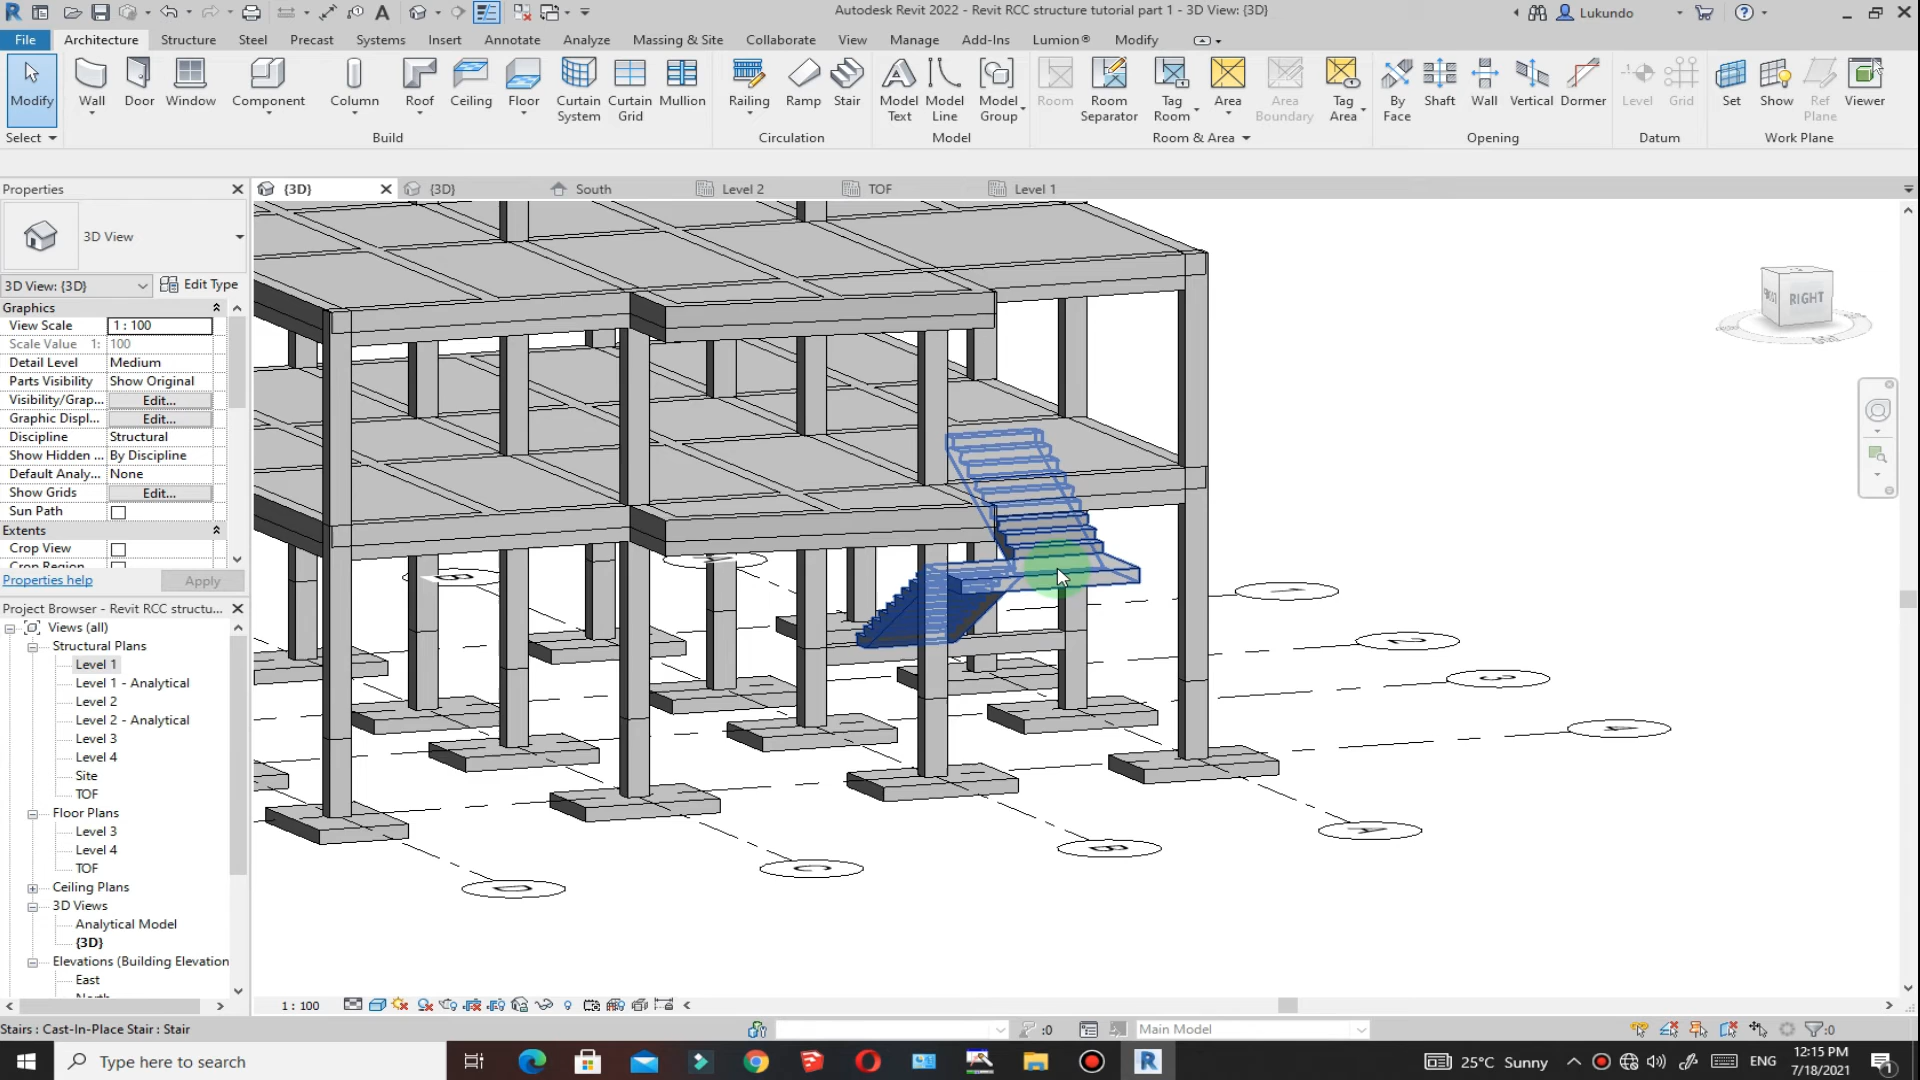 Autodesk Revit 2022 - Revit RCC structure tutorial part 1 - 3D View: {3D}
Lukundo
File Architecture Structure Steel Precast Systems Insert Annotate Analyze Massing & Site Collaborate View Manage Add-Ins Lumion® Modify
Modify Wall Door Window Component Column Roof Ceiling Floor Curtain System Curtain Grid Mullion Railing Ramp Stair Model Text Model Line Model Group Room Room Separator Tag Room Area Area Boundary Tag Area By Face Shaft Wall Vertical Dormer Level Grid Set Show Ref Plane Viewer
Select Build Circulation Model Room & Area Opening Datum Work Plane
Properties
{3D} {3D} South Level 2 TOF Level 1
3D View
3D View: {3D} Edit Type
Graphics
View Scale 1 : 100
Scale Value 1: 100
Detail Level Medium
Parts Visibility Show Original
Visibility/Grap... Edit...
Graphic Displ... Edit...
Discipline Structural
Show Hidden ... By Discipline
Default Analy... None
Show Grids Edit...
Sun Path
Extents
Crop View
Crop Region
Properties help Apply
RIGHT
Project Browser - Revit RCC structu...
Views (all)
Structural Plans
Level 1
Level 1 - Analytical
Level 2
Level 2 - Analytical
Level 3
Level 4
Site
TOF
Floor Plans
Level 3
Level 4
TOF
Ceiling Plans
3D Views
Analytical Model
{3D}
Elevations (Building Elevation
East
North
1
2
3
4
A
B
C
D
1 : 100
Stairs : Cast-In-Place Stair : Stair
:0
Main Model
:0
Type here to search
25°C Sunny
ENG
12:15 PM
7/18/2021
1